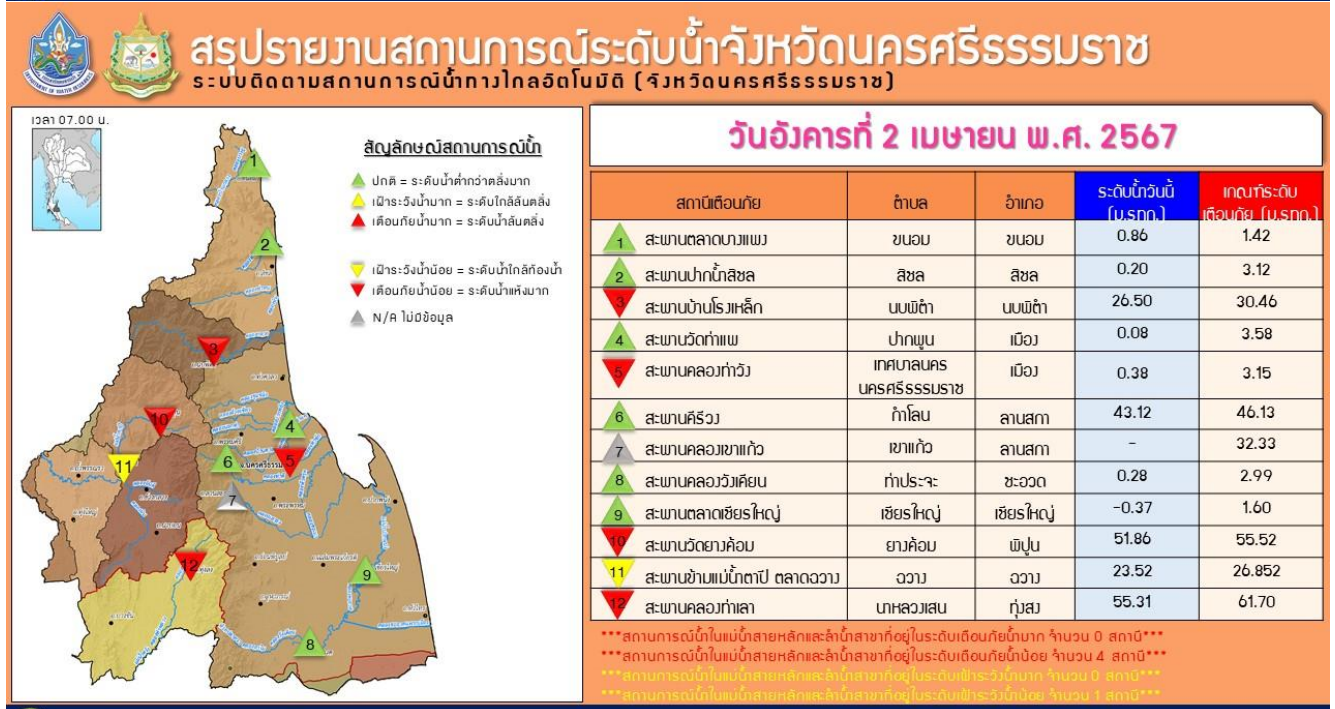 สรุปรายงานสถานการณ์ระดับน้ำจังหวัดนครศรีธรรมราช
ระบบติดตามสถานการณ์น้ำทางไกลอัตโนมัติ (จังหวัดนครศรีธรรมราช)
เวลา 07.00 น.
สัญลักษณ์สถานการณ์น้ำ
ปกติ = ระดับน้ำต่ำกว่าตลิ่งมาก
เฝ้าระวังน้ำมาก = ระดับใกล้ล้นตลิ่ง
เตือนภัยน้ำมาก = ระดับน้ำล้นตลิ่ง
เฝ้าระวังน้ำน้อย = ระดับน้ำใกล้ท้องน้ำ
เตือนภัยน้ำน้อย = ระดับน้ำแห้งมาก
N/A ไม่มีข้อมูล
1
2
3
10
4
11
6
5
7
12
9
8
วันอังคารที่ 2 เมษายน พ.ศ. 2567
สถานีเตือนภัย ตำบล อำเภอ ระดับน้ำวันนี้ (ม.รทก.) เกณฑ์ระดับเตือนภัย (ม.รทก.)
1 สะพานตลาดบางแพง ขนอม ขนอม 0.86 1.42
2 สะพานปากน้ำสิชล สิชล สิชล 0.20 3.12
3 สะพานบ้านโรงเหล็ก นบพิตำ นบพิตำ 26.50 30.46
4 สะพานวัดท่าแพ ปากพูน เมือง 0.08 3.58
5 สะพานคลองท่าวัง เทศบาลนครนครศรีธรรมราช เมือง 0.38 3.15
6 สะพานคีรีวง กำโลน ลานสกา 43.12 46.13
7 สะพานคลองเขาแก้ว เขาแก้ว ลานสกา - 32.33
8 สะพานคลองวังเคียน ท่าประจะ ชะอวด 0.28 2.99
9 สะพานตลาดเชียรใหญ่ เชียรใหญ่ เชียรใหญ่ -0.37 1.60
10 สะพานวัดยางค้อม ยางค้อม พิปูน 51.86 55.52
11 สะพานข้ามแม่น้ำตาปี ตลาดฉวาง ฉวาง ฉวาง 23.52 26.852
12 สะพานคลองท่าเลา นาหลวงเสน ทุ่งสง 55.31 61.70
***สถานการณ์น้ำในแม่น้ำสายหลักและลำน้ำสาขาที่อยู่ในระดับเตือนภัยน้ำมาก จำนวน 0 สถานี***
***สถานการณ์น้ำในแม่น้ำสายหลักและลำน้ำสาขาที่อยู่ในระดับเตือนภัยน้ำน้อย จำนวน 4 สถานี***
***สถานการณ์น้ำในแม่น้ำสายหลักและลำน้ำสาขาที่อยู่ในระดับเฝ้าระวังน้ำมาก จำนวน 0 สถานี***
***สถานการณ์น้ำในแม่น้ำสายหลักและลำน้ำสาขาที่อยู่ในระดับเฝ้าระวังน้ำน้อย จำนวน 1 สถานี***